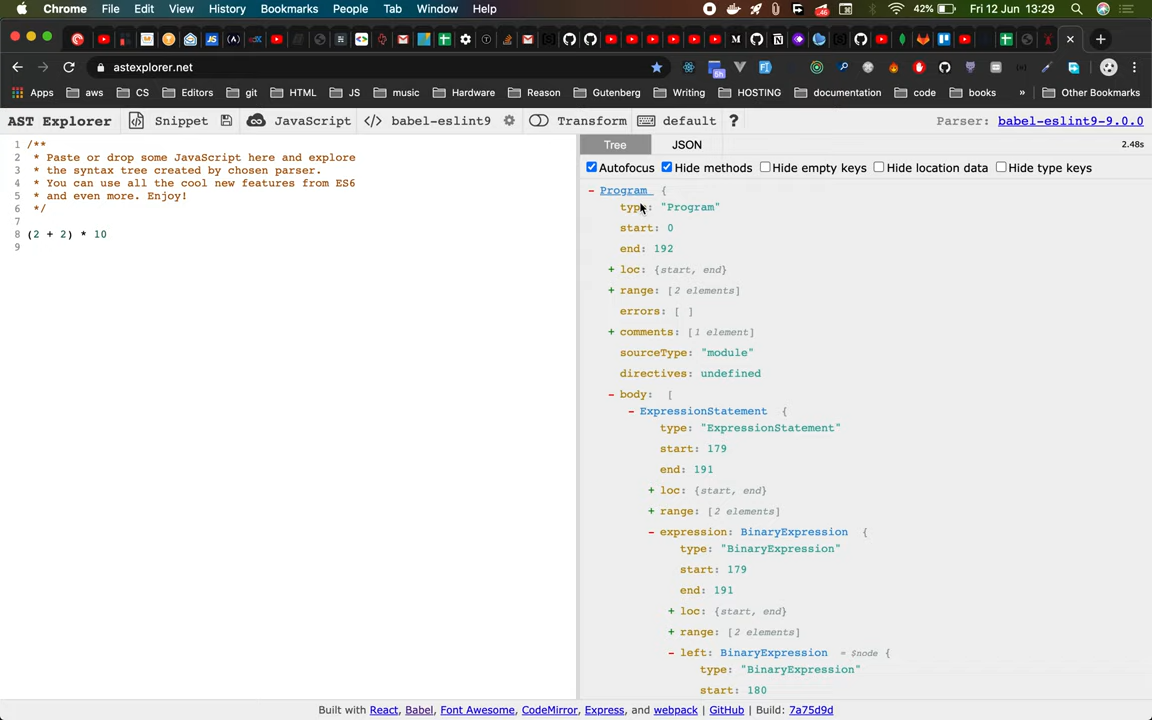 Chrome File Edit View History Bookmarks People Tab Window Help 42% Fri 12 Jun 13:29
astexplorer.net
Apps aws CS Editors git HTML JS music Hardware Reason Gutenberg Writing HOSTING documentation code books » Other Bookmarks
AST Explorer Snippet JavaScript </> babel-eslint9 Transform default ? Parser: babel-eslint9-9.0.0
Tree JSON 2.48s
Autofocus Hide methods Hide empty keys Hide location data Hide type keys
1 /**
2 * Paste or drop some JavaScript here and explore
3 * the syntax tree created by chosen parser.
4 * You can use all the cool new features from ES6
5 * and even more. Enjoy!
6 */
7
8 (2 + 2) * 10
9
- Program {
type: "Program"
start: 0
end: 192
+ loc: {start, end}
+ range: [2 elements]
errors: [ ]
+ comments: [1 element]
sourceType: "module"
directives: undefined
- body: [
- ExpressionStatement {
type: "ExpressionStatement"
start: 179
end: 191
+ loc: {start, end}
+ range: [2 elements]
- expression: BinaryExpression {
type: "BinaryExpression"
start: 179
end: 191
+ loc: {start, end}
+ range: [2 elements]
- left: BinaryExpression = $node {
type: "BinaryExpression"
start: 180
Built with React, Babel, Font Awesome, CodeMirror, Express, and webpack | GitHub | Build: 7a75d9d